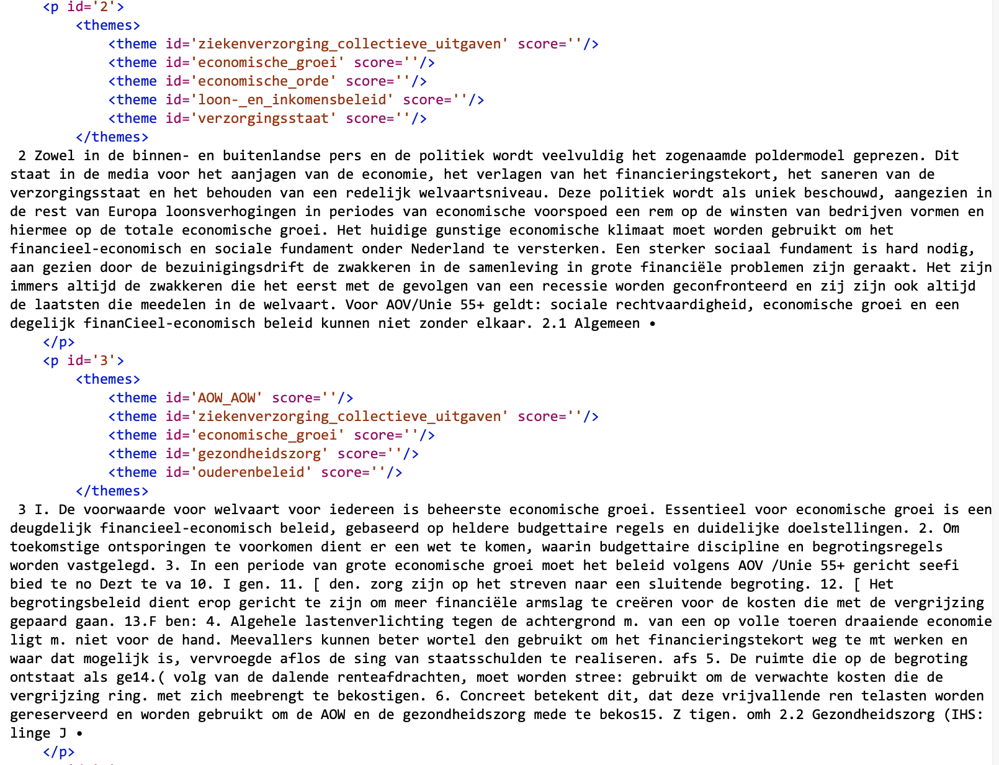 <p id='2'>
<themes>
<theme id='ziekenverzorging_collectieve_uitgaven' score=''/>
<theme id='economische_groei' score=''/>
<theme id='economische_orde' score=''/>
<theme id='loon-_en_inkomensbeleid' score=''/>
<theme id='verzorgingsstaat' score=''/>
</themes>
2 Zowel in de binnen- en buitenlandse pers en de politiek wordt veelvuldig het zogenaamde poldermodel geprezen. Dit
staat in de media voor het aanjagen van de economie, het verlagen van het financieringstekort, het saneren van de
verzorgingsstaat en het behouden van een redelijk welvaartsniveau. Deze politiek wordt als uniek beschouwd, aangezien in
de rest van Europa loonsverhogingen in periodes van economische voorspoed een rem op de winsten van bedrijven vormen en
hiermee op de totale economische groei. Het huidige gunstige economische klimaat moet worden gebruikt om het
financieel-economisch en sociale fundament onder Nederland te versterken. Een sterker sociaal fundament is hard nodig,
aan gezien door de bezuinigingsdrift de zwakkeren in de samenleving in grote financiële problemen zijn geraakt. Het zijn
immers altijd de zwakkeren die het eerst met de gevolgen van een recessie worden geconfronteerd en zij zijn ook altijd
de laatsten die meedelen in de welvaart. Voor AOV/Unie 55+ geldt: sociale rechtvaardigheid, economische groei en een
degelijk finanCieel-economisch beleid kunnen niet zonder elkaar. 2.1 Algemeen •
</p>
<p id='3'>
<themes>
<theme id='AOW_AOW' score=''/>
<theme id='ziekenverzorging_collectieve_uitgaven' score=''/>
<theme id='economische_groei' score=''/>
<theme id='gezondheidszorg' score=''/>
<theme id='ouderenbeleid' score=''/>
</themes>
3 I. De voorwaarde voor welvaart voor iedereen is beheerste economische groei. Essentieel voor economische groei is een
deugdelijk financieel-economisch beleid, gebaseerd op heldere budgettaire regels en duidelijke doelstellingen. 2. Om
toekomstige ontsporingen te voorkomen dient er een wet te komen, waarin budgettaire discipline en begrotingsregels
worden vastgelegd. 3. In een periode van grote economische groei moet het beleid volgens AOV /Unie 55+ gericht seefi
bied te no Dezt te va 10. I gen. 11. [ den. zorg zijn op het streven naar een sluitende begroting. 12. [ Het
begrotingsbeleid dient erop gericht te zijn om meer financiële armslag te creëren voor de kosten die met de vergrijzing
gepaard gaan. 13.F ben: 4. Algehele lastenverlichting tegen de achtergrond m. van een op volle toeren draaiende economie
ligt m. niet voor de hand. Meevallers kunnen beter wortel den gebruikt om het financieringstekort weg te mt werken en
waar dat mogelijk is, vervroegde aflos de sing van staatsschulden te realiseren. afs 5. De ruimte die op de begroting
ontstaat als ge14.( volg van de dalende renteafdrachten, moet worden stree: gebruikt om de verwachte kosten die de
vergrijzing ring. met zich meebrengt te bekostigen. 6. Concreet betekent dit, dat deze vrijvallende ren telasten worden
gereserveerd en worden gebruikt om de AOW en de gezondheidszorg mede te bekos15. Z tigen. omh 2.2 Gezondheidszorg (IHS:
linge J •
</p>